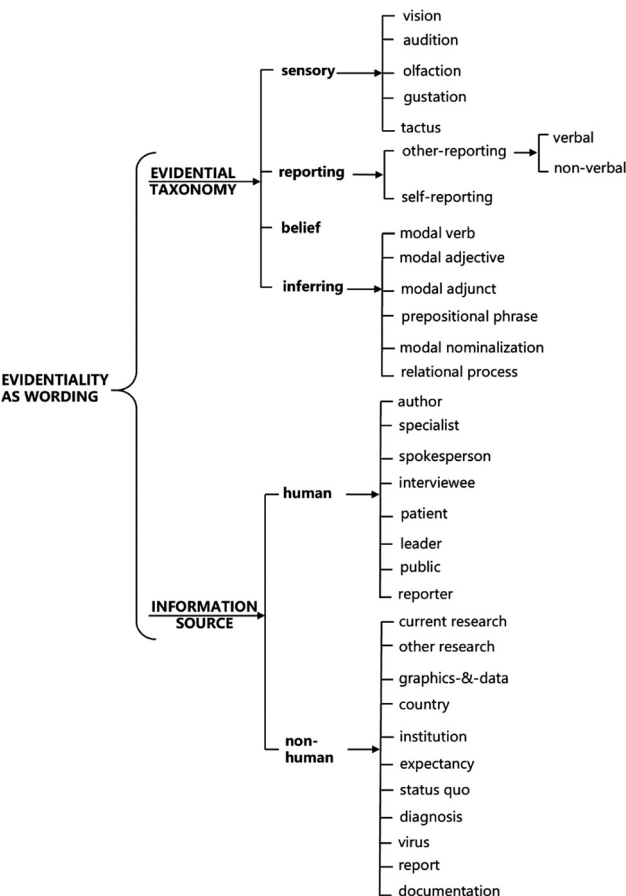 vision
audition
sensory
olfaction
gustation
tactus
other-reporting
verbal
non-verbal
EVIDENTIAL
TAXONOMY
reporting
self-reporting
belief
modal verb
modal adjective
inferring
modal adjunct
prepositional phrase
modal nominalization
relational process
EVIDENTIALITY
AS WORDING
author
specialist
spokesperson
interviewee
human
patient
leader
public
reporter
INFORMATION
SOURCE
current research
other research
graphics-&-data
country
institution
non-
human
expectancy
status quo
diagnosis
virus
report
documentation